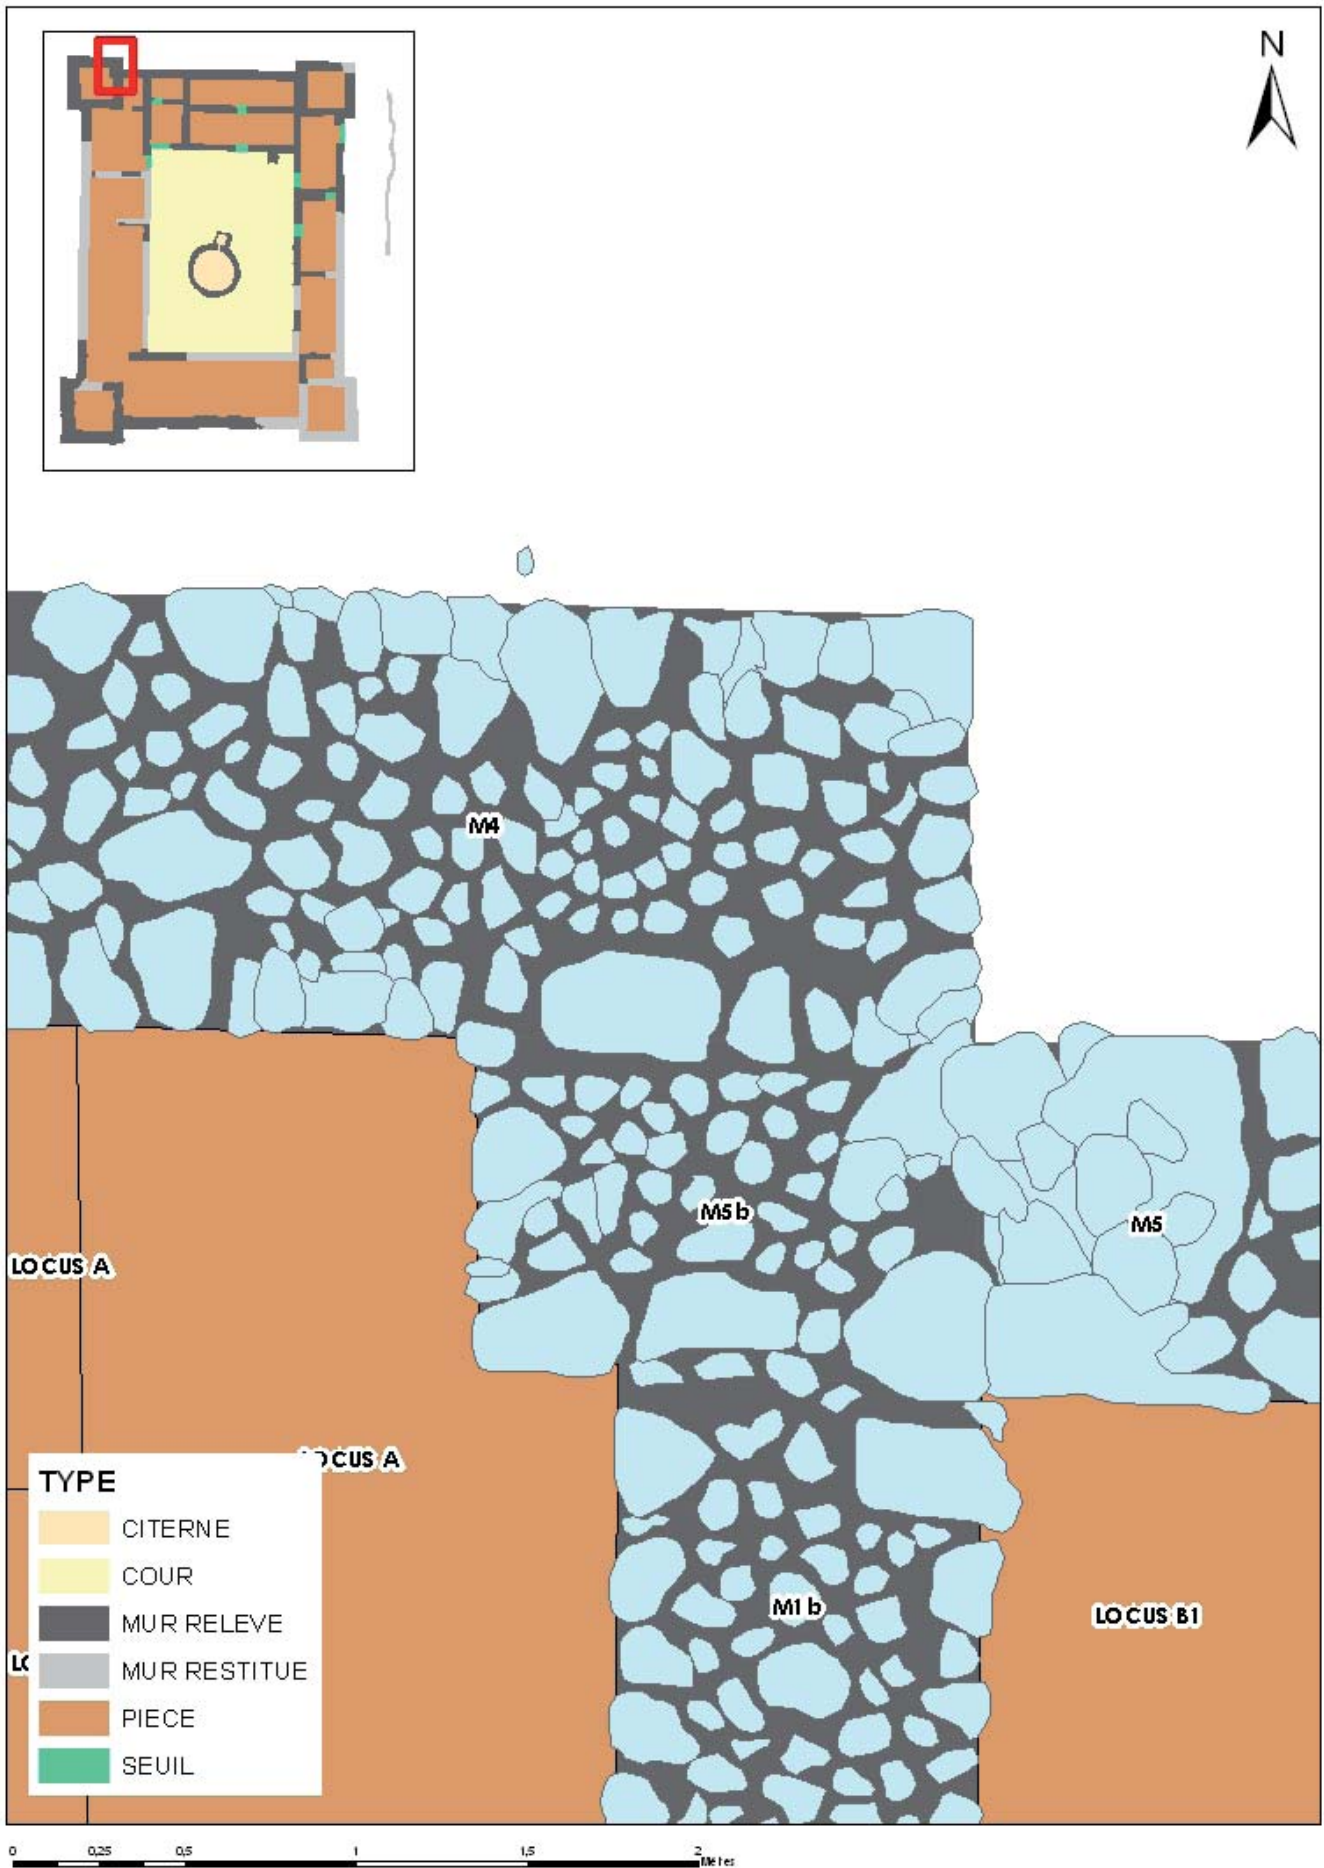 N
M4
M5b
M5
LOCUS A
LOCUS A
TYPE
CITERNE
COUR
MUR RELEVE
MUR RESTITUE
PIECE
SEUIL
M1b
LOCUS B1
0 0,25 0,5 1 1,5 2
Mètres